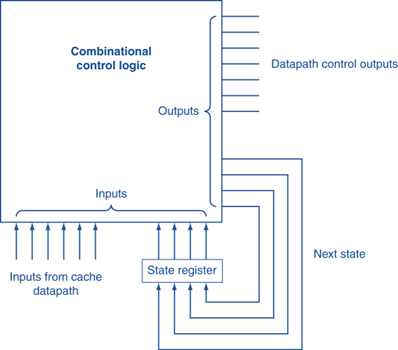 Combinational
control logic
Datapath control outputs
Outputs
Inputs
Next state
State register
Inputs from cache
datapath